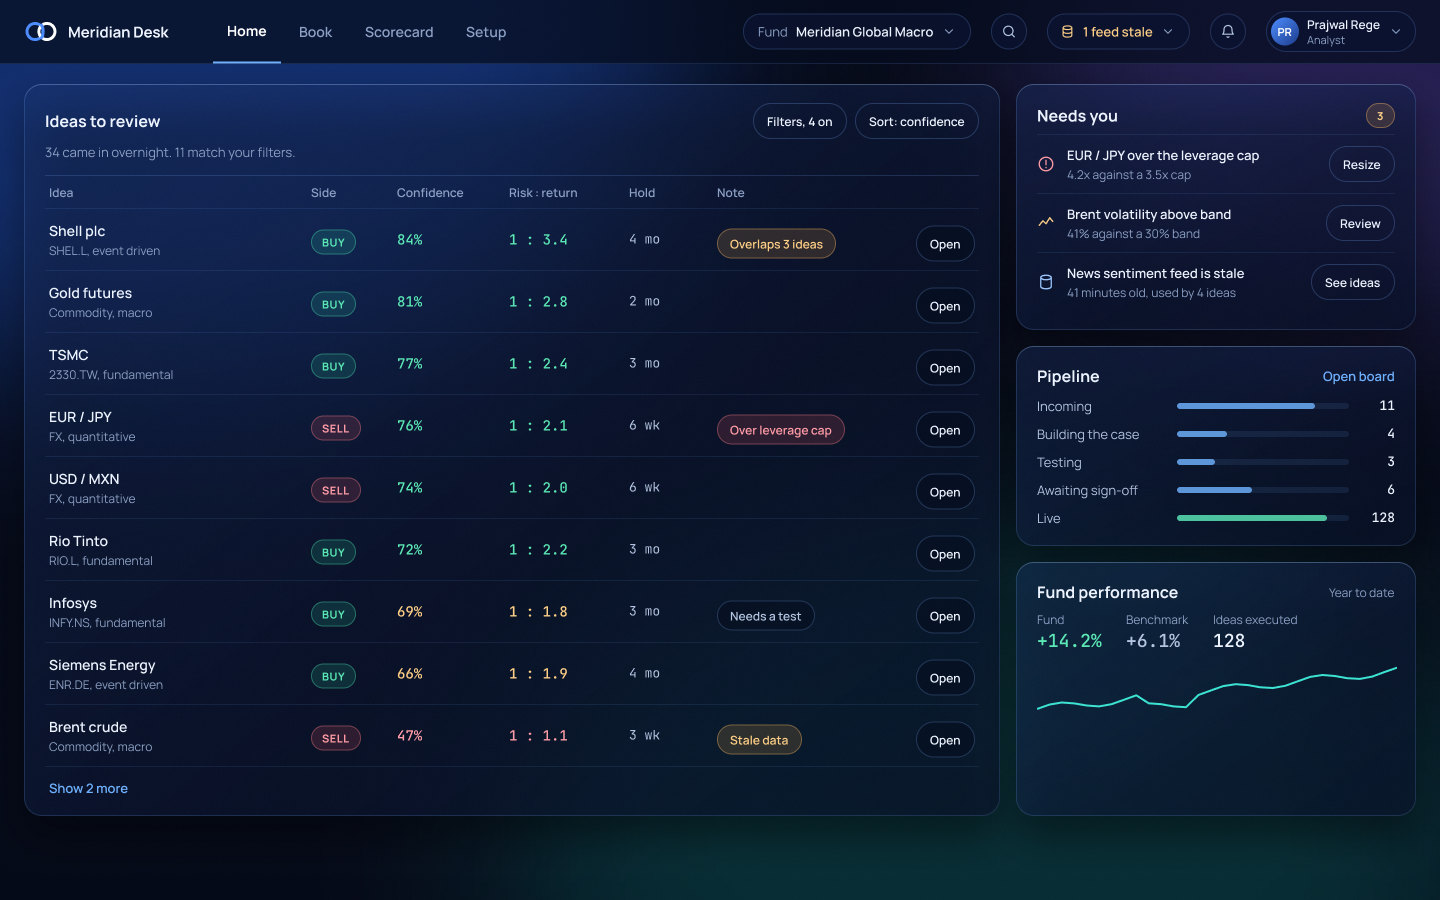 Meridian Desk
Home Book Scorecard Setup
Fund Meridian Global Macro
1 feed stale
PR Prajwal Rege
Analyst
Ideas to review
Filters, 4 on
Sort: confidence
34 came in overnight. 11 match your filters.
Idea Side Confidence Risk : return Hold Note
Shell plc
SHEL.L, event driven
BUY 84% 1 : 3.4 4 mo Overlaps 3 ideas Open
Gold futures
Commodity, macro
BUY 81% 1 : 2.8 2 mo Open
TSMC
2330.TW, fundamental
BUY 77% 1 : 2.4 3 mo Open
EUR / JPY
FX, quantitative
SELL 76% 1 : 2.1 6 wk Over leverage cap Open
USD / MXN
FX, quantitative
SELL 74% 1 : 2.0 6 wk Open
Rio Tinto
RIO.L, fundamental
BUY 72% 1 : 2.2 3 mo Open
Infosys
INFY.NS, fundamental
BUY 69% 1 : 1.8 3 mo Needs a test Open
Siemens Energy
ENR.DE, event driven
BUY 66% 1 : 1.9 4 mo Open
Brent crude
Commodity, macro
SELL 47% 1 : 1.1 3 wk Stale data Open
Show 2 more
Needs you 3
EUR / JPY over the leverage cap
4.2x against a 3.5x cap
Resize
Brent volatility above band
41% against a 30% band
Review
News sentiment feed is stale
41 minutes old, used by 4 ideas
See ideas
Pipeline Open board
Incoming 11
Building the case 4
Testing 3
Awaiting sign-off 6
Live 128
Fund performance Year to date
Fund Benchmark Ideas executed
+14.2% +6.1% 128